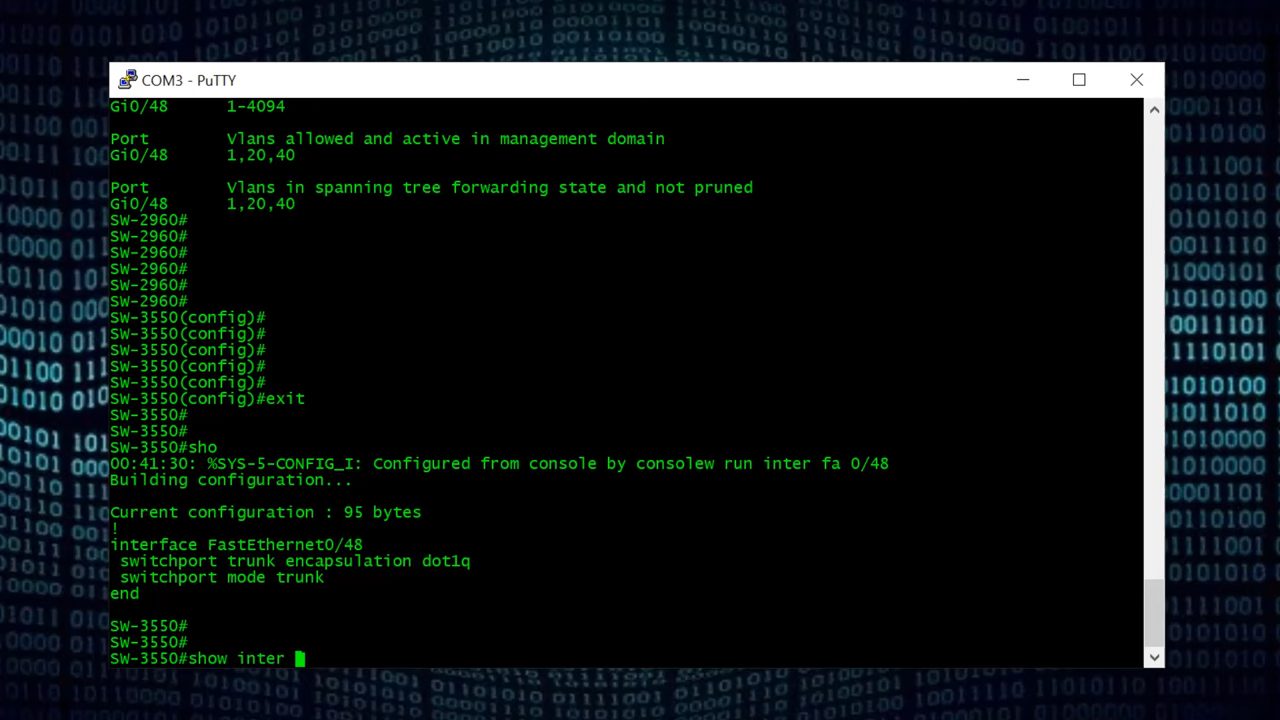 COM3 - PuTTY
Gi0/48      1-4094
Port        Vlans allowed and active in management domain
Gi0/48      1,20,40
Port        Vlans in spanning tree forwarding state and not pruned
Gi0/48      1,20,40
SW-2960#
SW-2960#
SW-2960#
SW-2960#
SW-2960#
SW-2960#
SW-3550(config)#
SW-3550(config)#
SW-3550(config)#
SW-3550(config)#
SW-3550(config)#
SW-3550(config)#exit
SW-3550#
SW-3550#
SW-3550#sho
00:41:30: %SYS-5-CONFIG_I: Configured from console by consolew run inter fa 0/48
Building configuration...
Current configuration : 95 bytes
!
interface FastEthernet0/48
 switchport trunk encapsulation dot1q
 switchport mode trunk
end
SW-3550#
SW-3550#
SW-3550#show inter